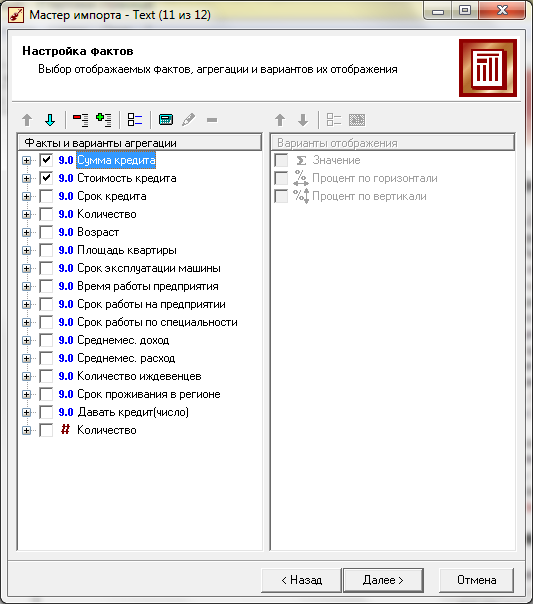 Мастер импорта - Text (11 из 12)
Настройка фактов
Выбор отображаемых фактов, агрегации и вариантов их отображения
Факты и варианты агрегации
9.0 Сумма кредита
9.0 Стоимость кредита
9.0 Срок кредита
9.0 Количество
9.0 Возраст
9.0 Площадь квартиры
9.0 Срок эксплуатации машины
9.0 Время работы предприятия
9.0 Срок работы на предприятии
9.0 Срок работы по специальности
9.0 Среднемес. доход
9.0 Среднемес. расход
9.0 Количество иждевенцев
9.0 Срок проживания в регионе
9.0 Давать кредит(число)
# Количество
Варианты отображения
Σ Значение
% Процент по горизонтали
% Процент по вертикали
< Назад
Далее >
Отмена